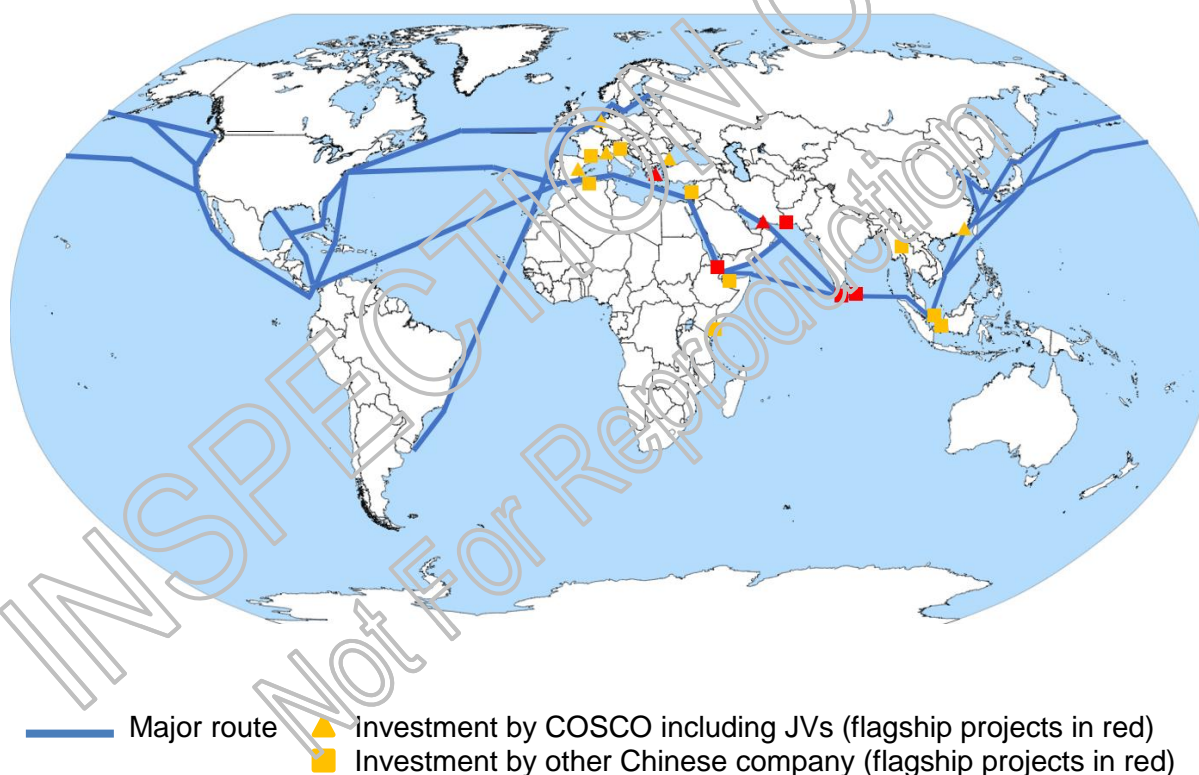 INSPECTION
Not For Reproduction
Major route
Investment by COSCO including JVs (flagship projects in red)
Investment by other Chinese company (flagship projects in red)